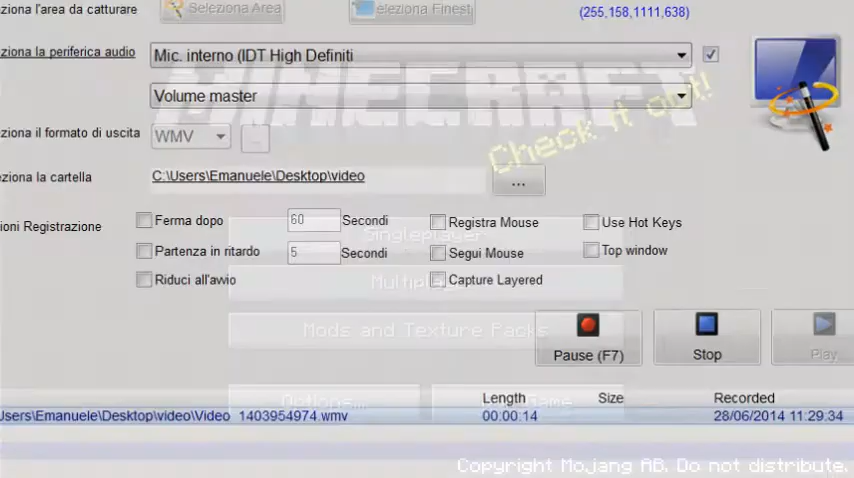 ziona l'area da catturare Seleziona Area eleziona Finest (255,158,1111,638)
ziona la periferica audio Mic. interno (IDT High Definiti
MINECRAFT
Volume master
Check it out!
ziona il formato di uscita WMV ...
eziona la cartella C:\Users\Emanuele\Desktop\video ...
ioni Registrazione Ferma dopo 60 Secondi Registra Mouse Use Hot Keys
Singleplayer
Partenza in ritardo 5 Secondi Segui Mouse Top window
Riduci all'avvio Multiplayer Capture Layered
Mods and Texture Packs
Pause (F7) Stop Play
Options... Game
Length Size Recorded
Users\Emanuele\Desktop\video\Video 1403954974.wmv 00:00:14 28/06/2014 11:29:34
Copyright Mojang AB. Do not distribute.